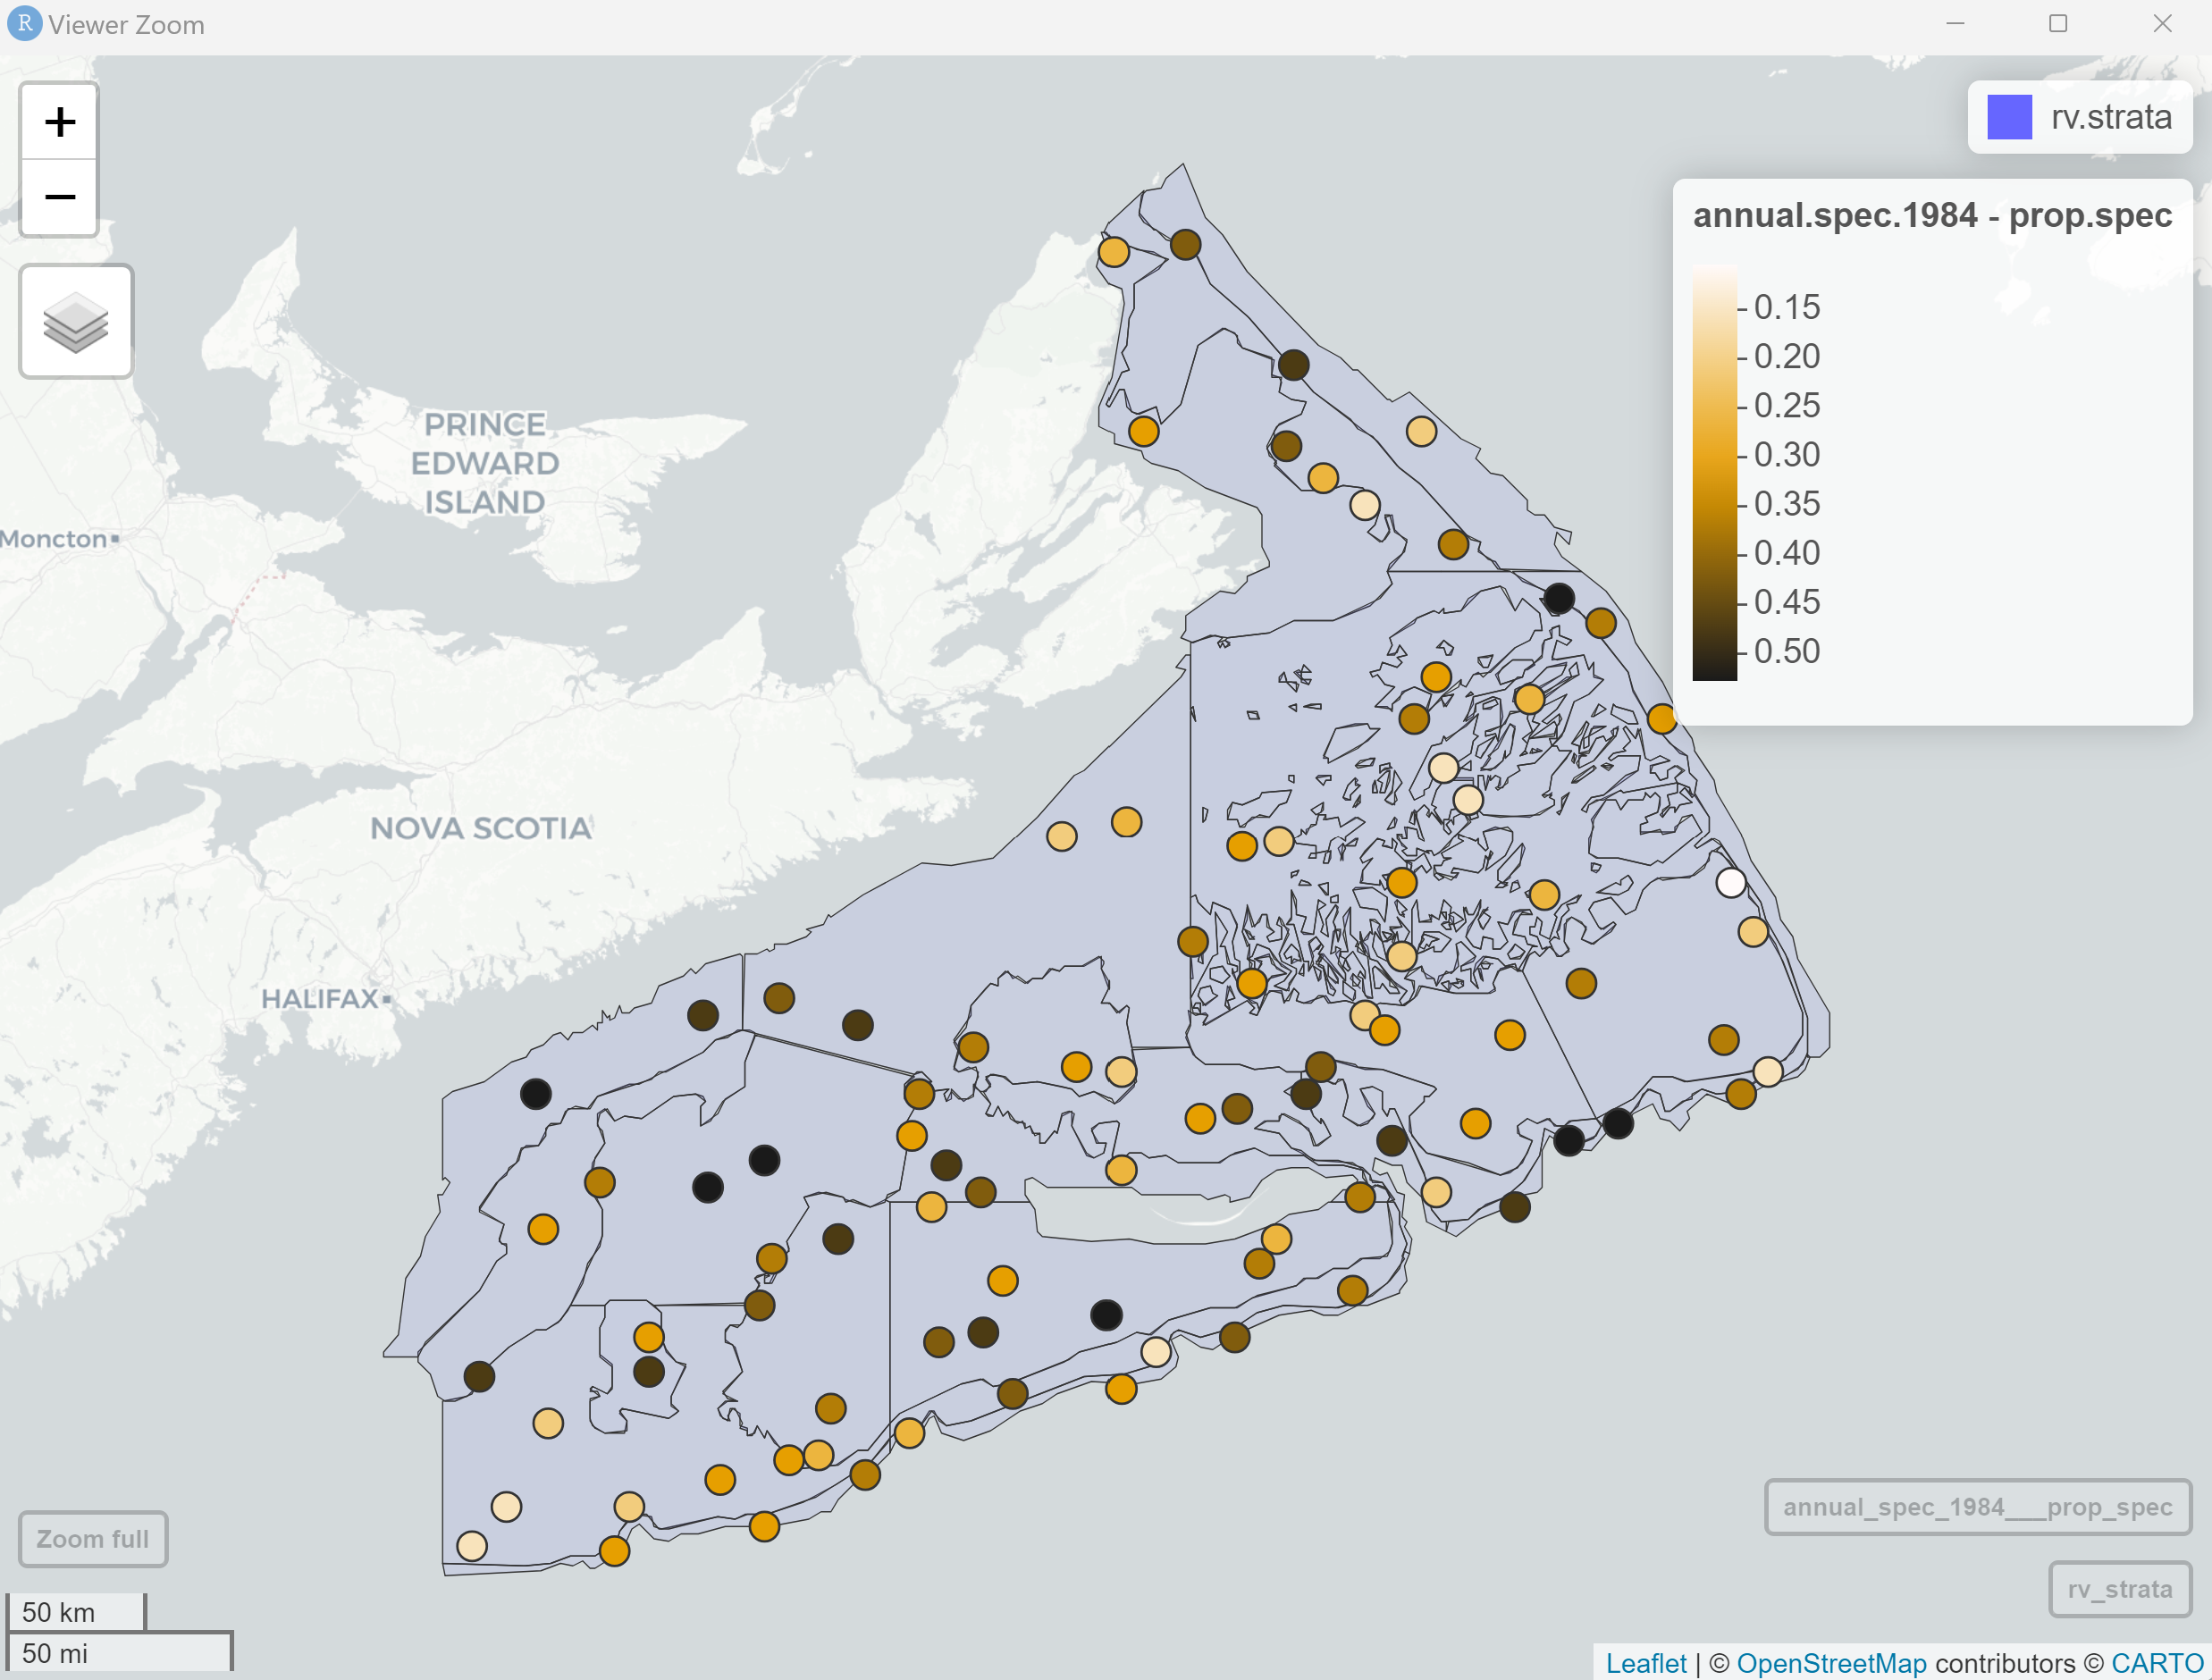 R Viewer Zoom
+
−
rv.strata
annual.spec.1984 - prop.spec
0.15
0.20
0.25
0.30
0.35
0.40
0.45
0.50
PRINCE
EDWARD
ISLAND
Moncton
NOVA SCOTIA
HALIFAX
Zoom full
50 km
50 mi
annual_spec_1984___prop_spec
rv_strata
Leaflet | © OpenStreetMap contributors © CARTO